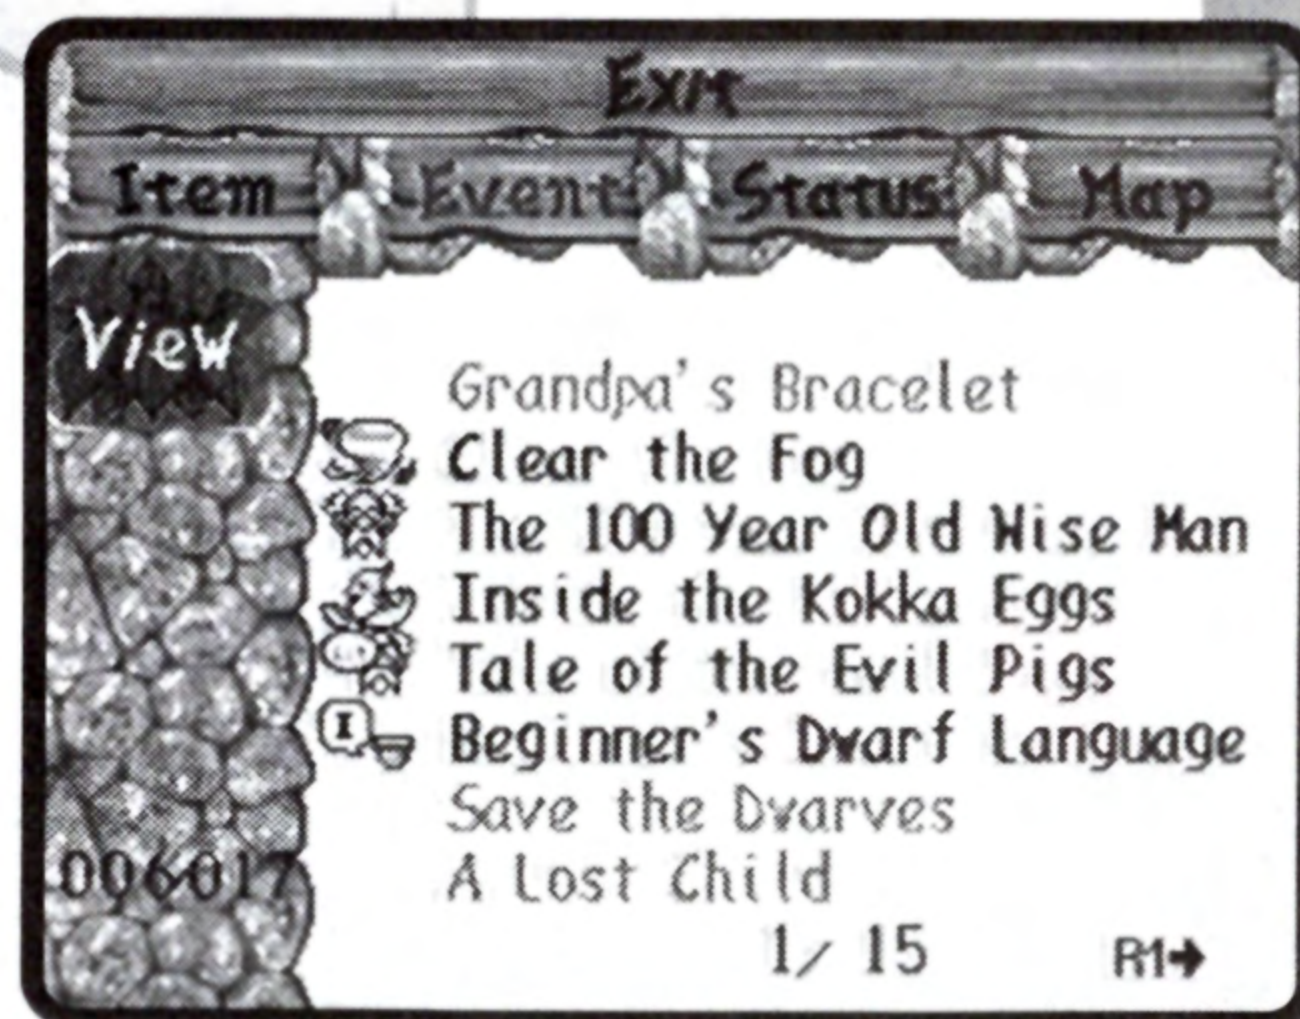 Exit
Item Event Status Map
View
Grandpa's Bracelet
Clear the Fog
The 100 Year Old Wise Man
Inside the Kokka Eggs
Tale of the Evil Pigs
I Beginner's Dwarf Language
Save the Dwarves
A Lost Child
006017
1/ 15 R1→